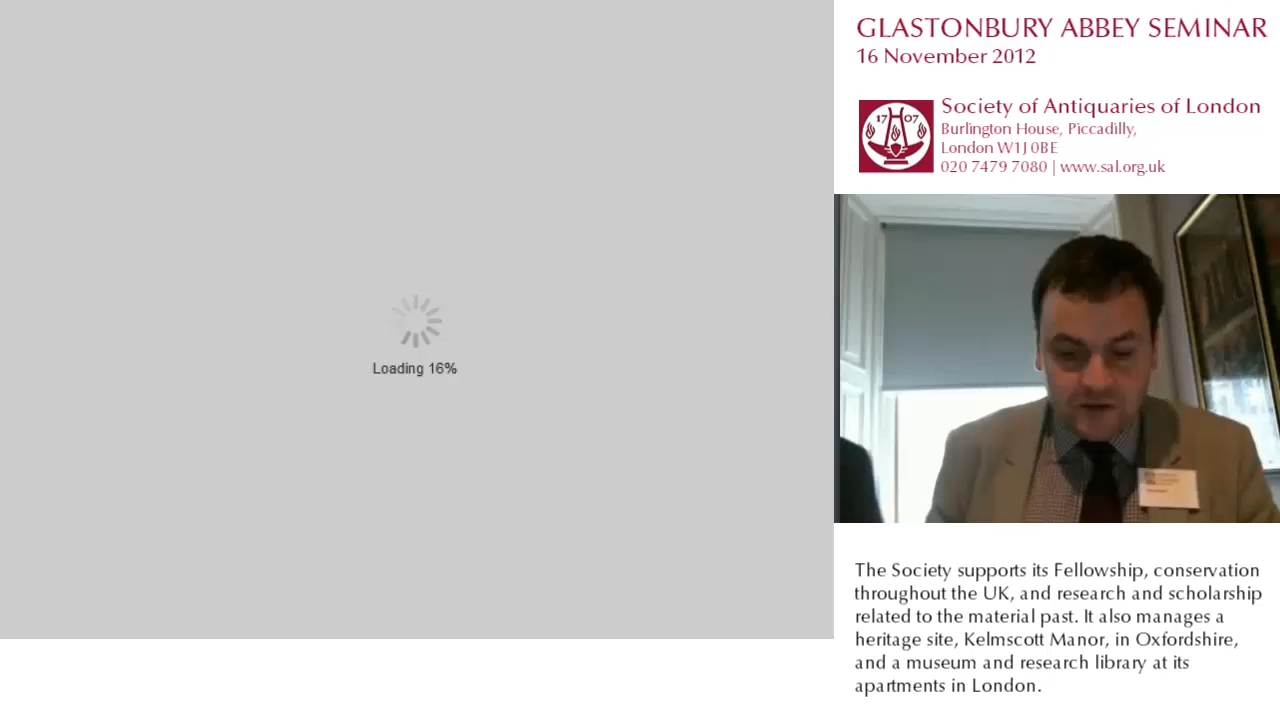 GLASTONBURY ABBEY SEMINAR
16 November 2012
17 07
Society of Antiquaries of London
Burlington House, Piccadilly,
London W1J 0BE
020 7479 7080 | www.sal.org.uk
Loading 16%
The Society supports its Fellowship, conservation
throughout the UK, and research and scholarship
related to the material past. It also manages a
heritage site, Kelmscott Manor, in Oxfordshire,
and a museum and research library at its
apartments in London.